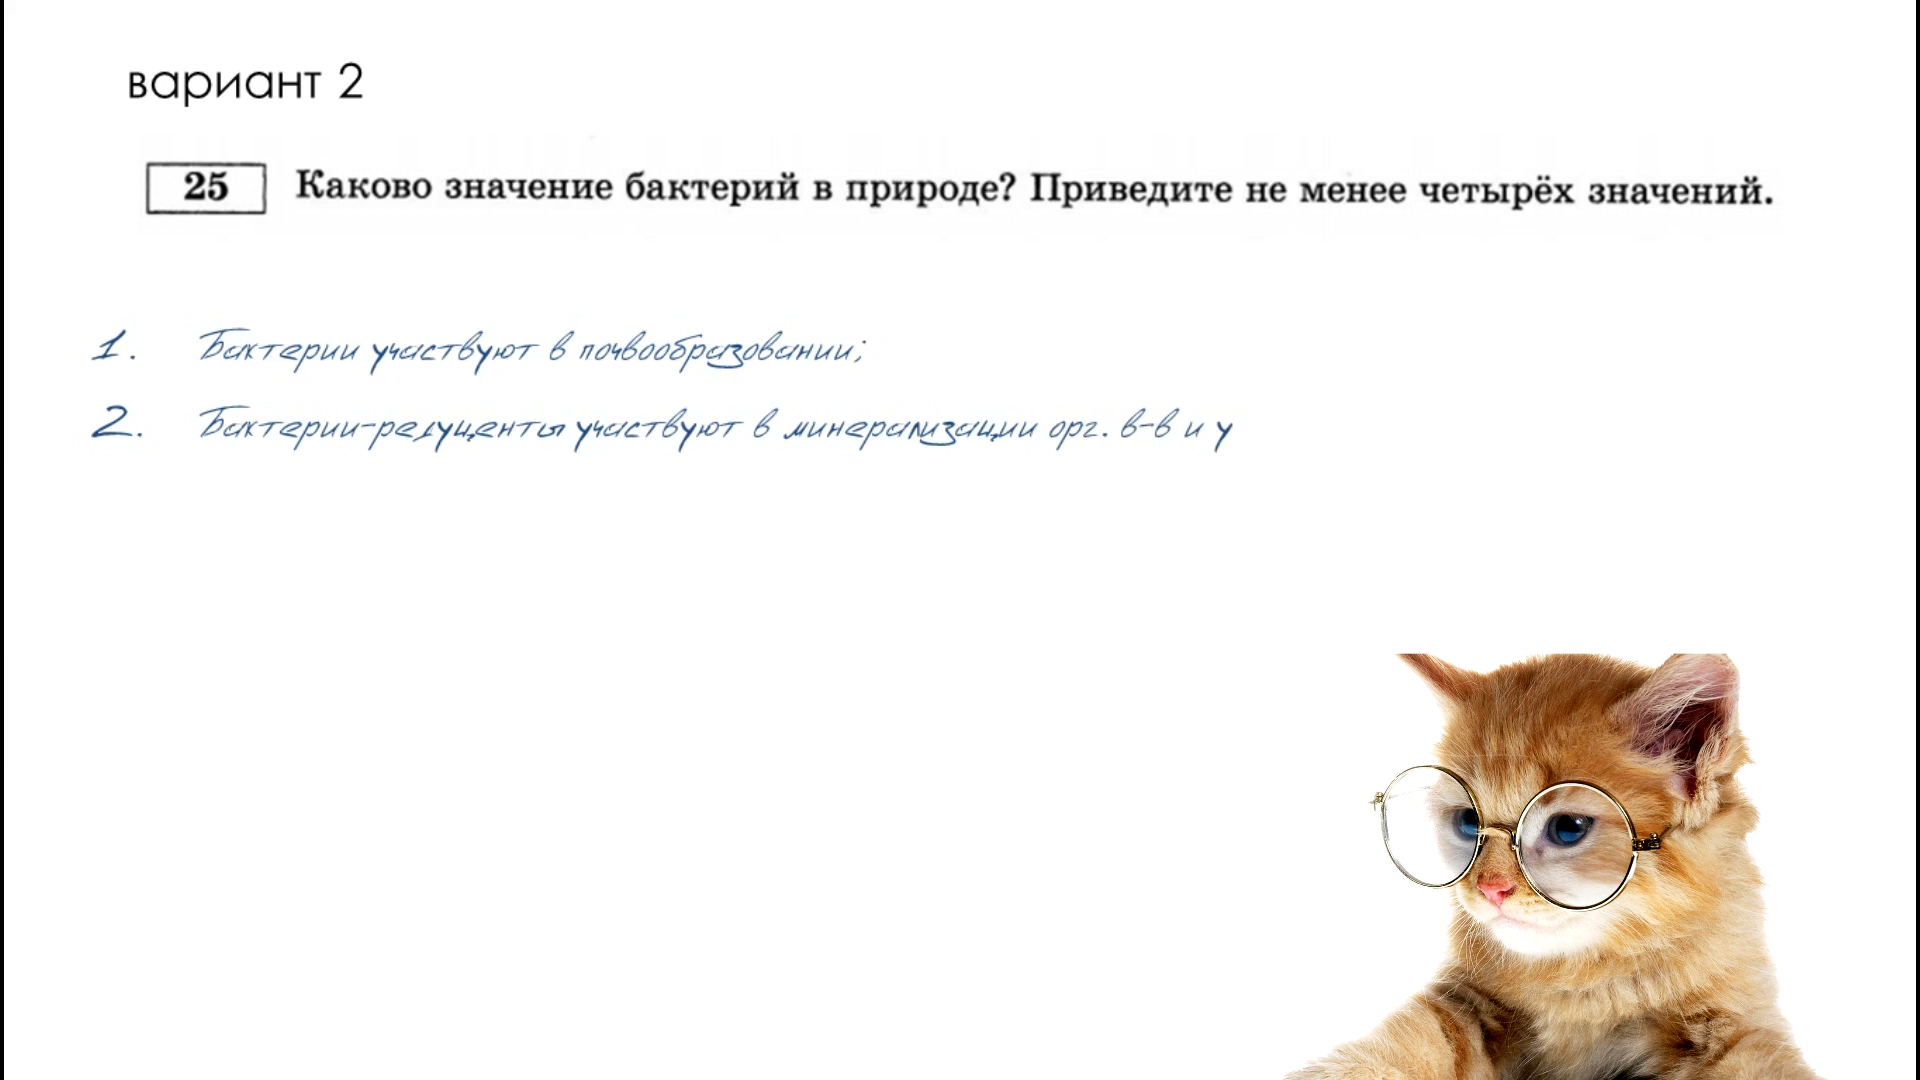 вариант 2
25 Каково значение бактерий в природе? Приведите не менее четырёх значений.
1. Бактерии участвуют в почвообразовании;
2. Бактерии-редуценты участвуют в минерализации орг. в-в и у